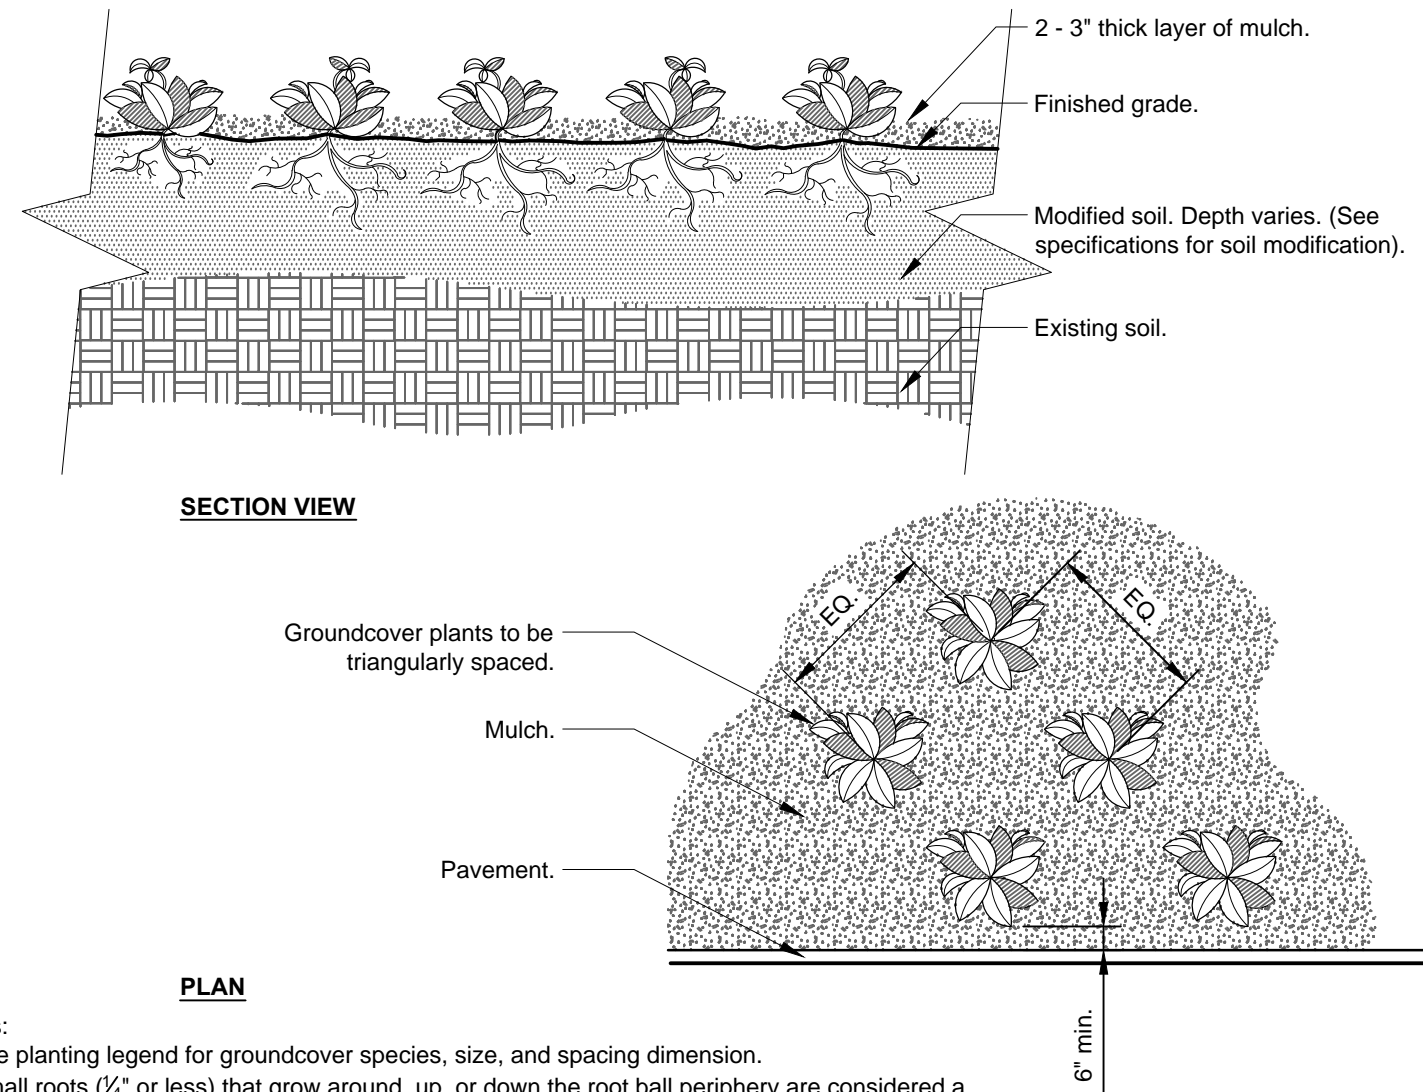 2 - 3" thick layer of mulch.
Finished grade.
Modified soil. Depth varies. (See
specifications for soil modification).
Existing soil.
SECTION VIEW
EQ.
EQ.
Groundcover plants to be
triangularly spaced.
Mulch.
Pavement.
6" min.
PLAN
planting legend for groundcover species, size, and spacing dimension.
roots (¼" or less) that grow around, up, or down the root ball periphery are considered a